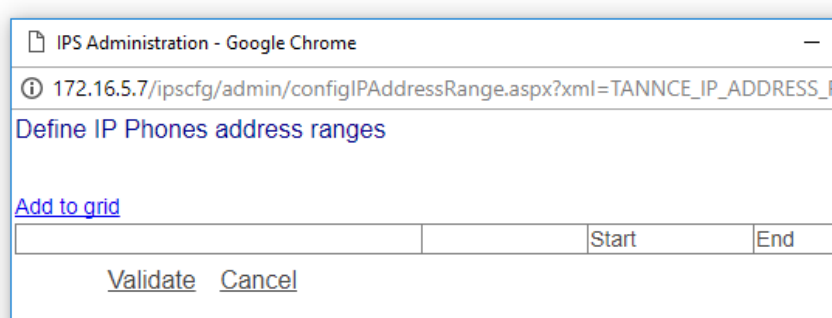 IPS Administration - Google Chrome
172.16.5.7/ipscfg/admin/configIPAddressRange.aspx?xml=TANNCE_IP_ADDRESS_
Define IP Phones address ranges
Add to grid
Start End
Validate Cancel